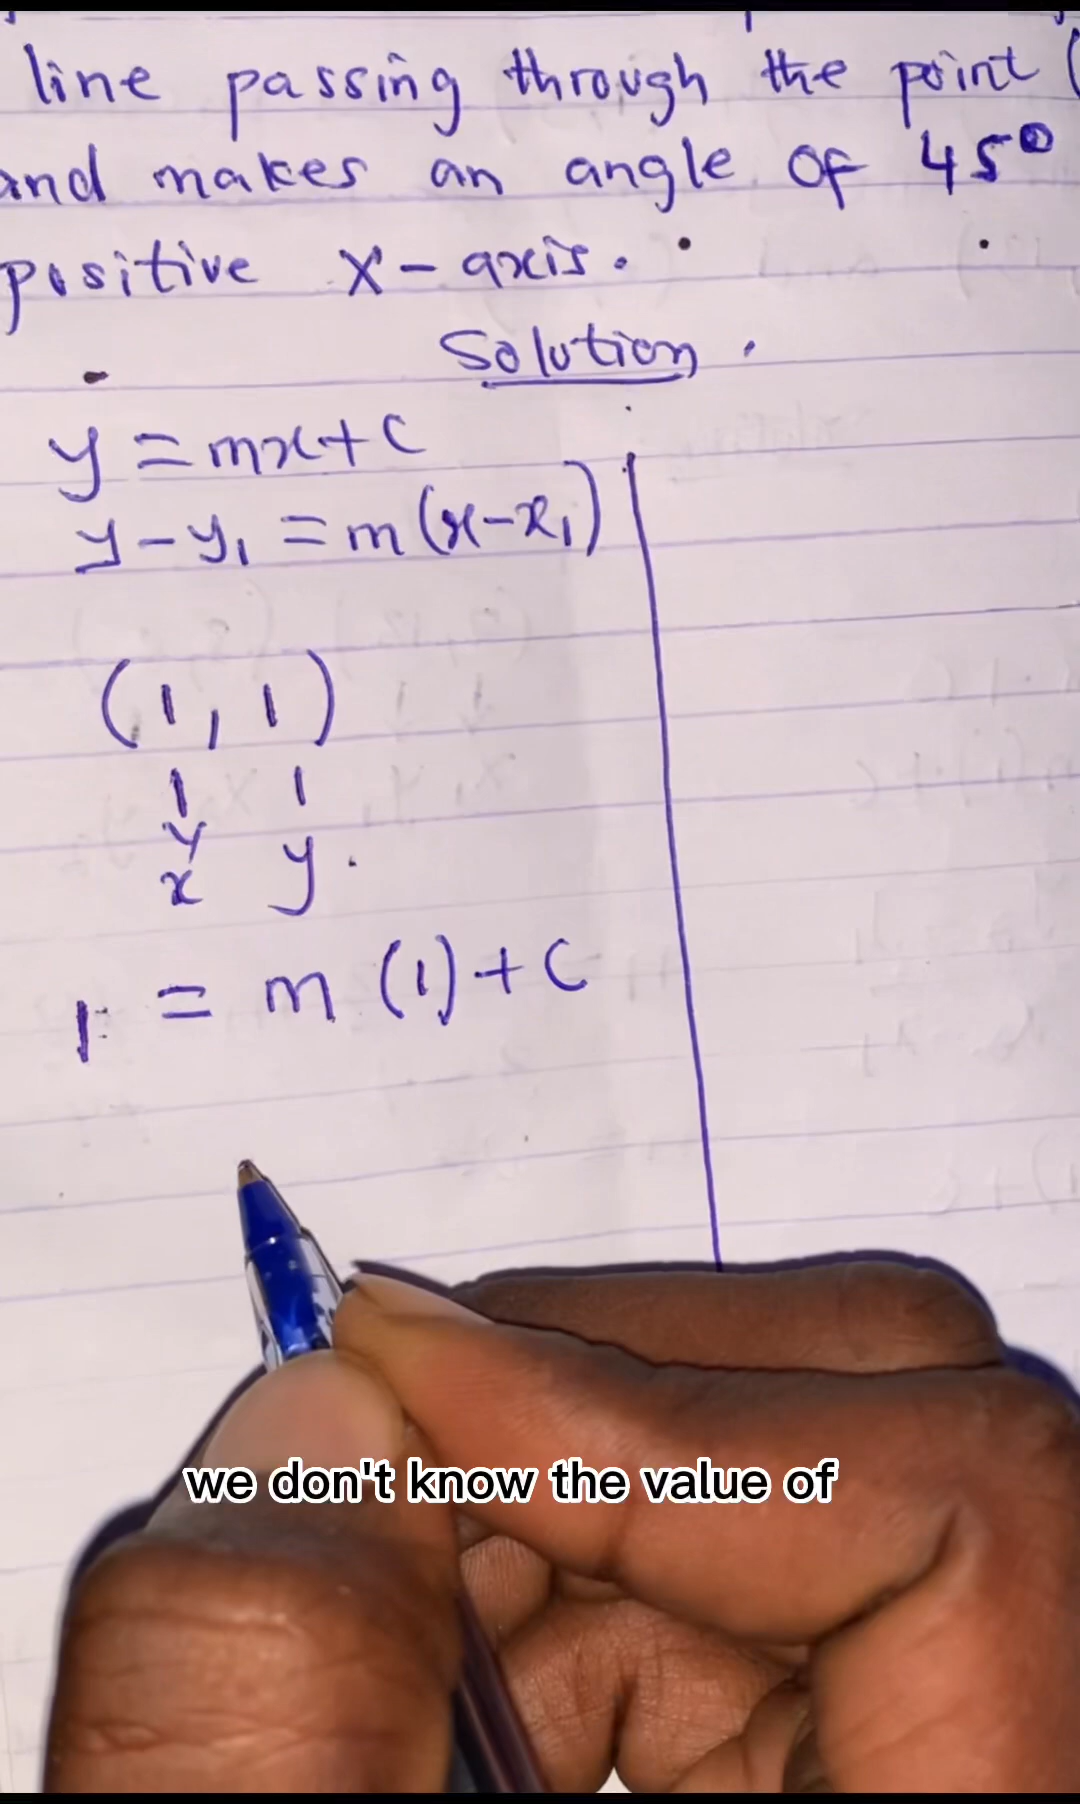 line passing through the point (
and makes an angle of 45°
positive x-axis.
Solution.
y = mx+c
y-y₁ = m(x-x₁)
(1, 1)
x y.
1 = m (1)+c
we don't know the value of